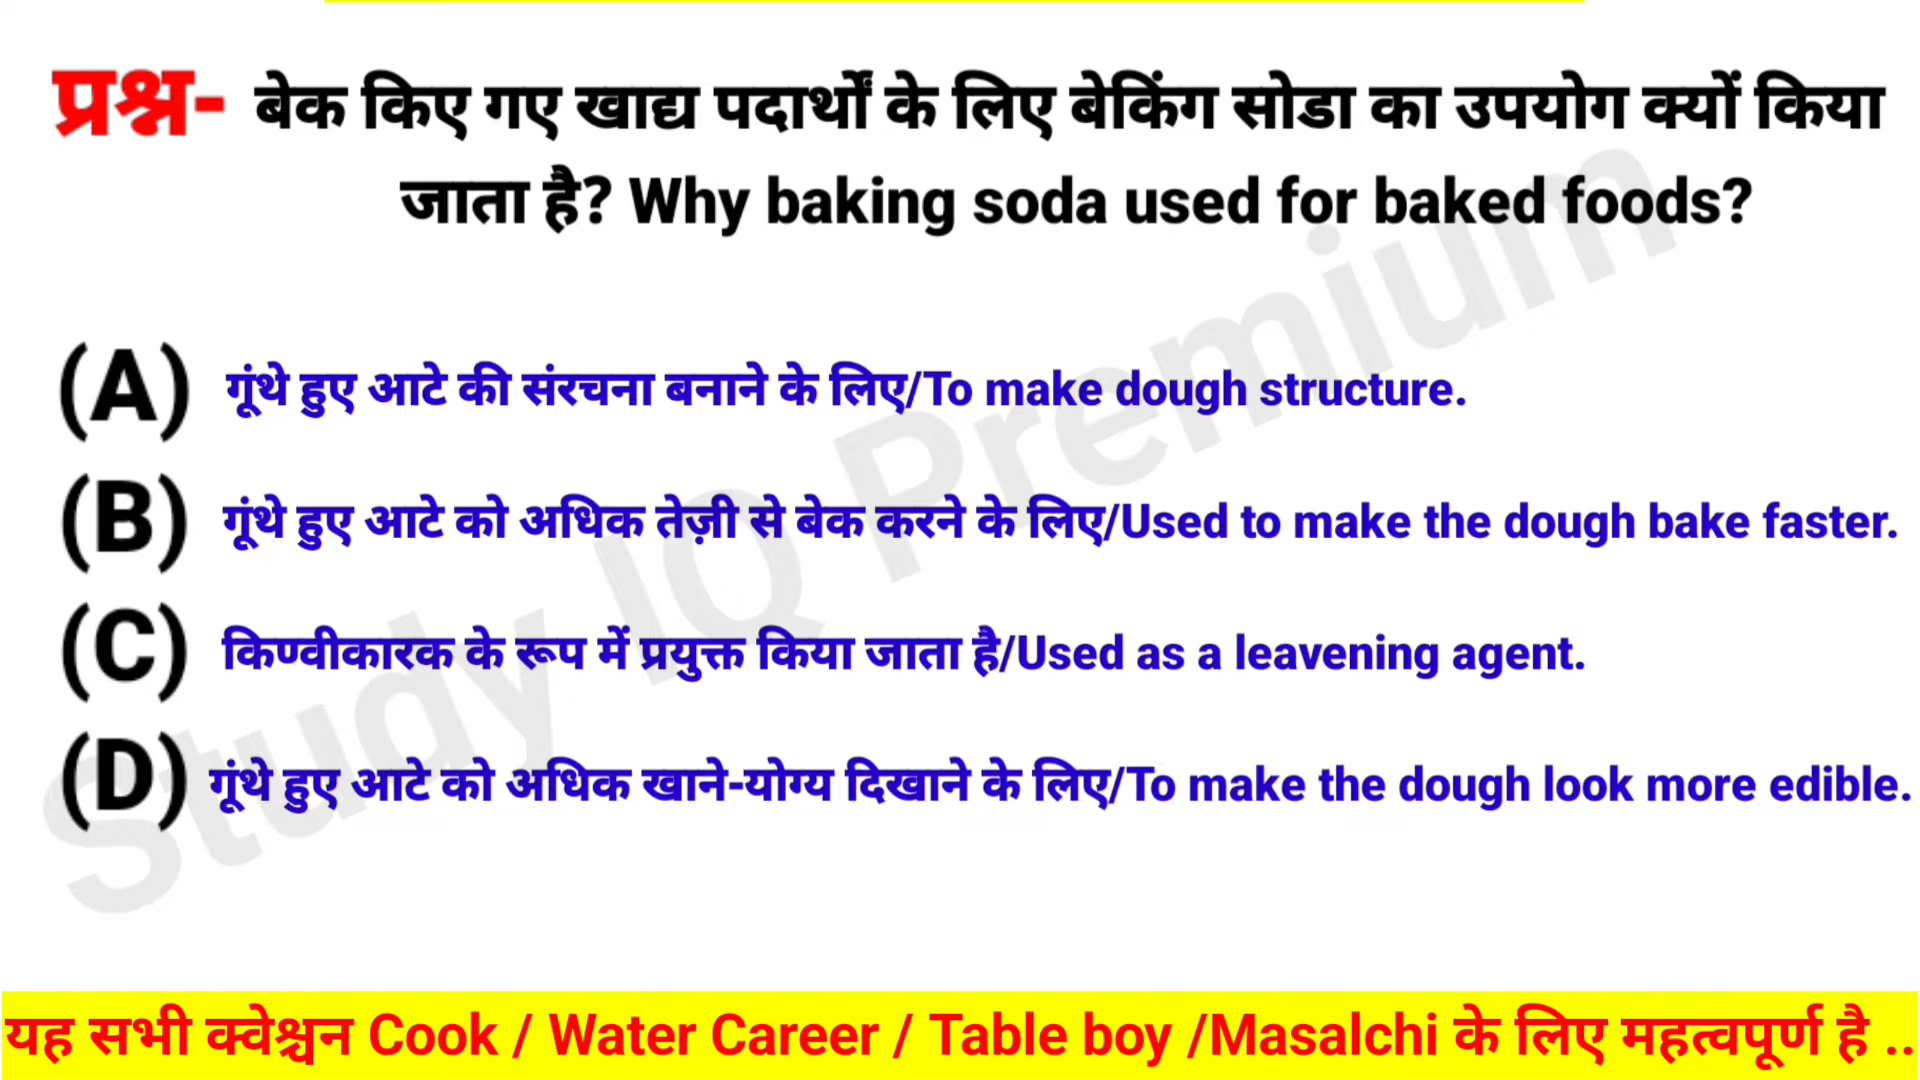 प्रश्न- बेक किए गए खाद्य पदार्थों के लिए बेकिंग सोडा का उपयोग क्यों किया
जाता है? Why baking soda used for baked foods?
(A) गूंथे हुए आटे की संरचना बनाने के लिए/To make dough structure.
(B) गूंथे हुए आटे को अधिक तेज़ी से बेक करने के लिए/Used to make the dough bake faster.
(C) किण्वीकारक के रूप में प्रयुक्त किया जाता है/Used as a leavening agent.
(D) गूंथे हुए आटे को अधिक खाने-योग्य दिखाने के लिए/To make the dough look more edible.
Study IQ Premium
यह सभी क्वेश्चन Cook / Water Career / Table boy /Masalchi के लिए महत्वपूर्ण है ..